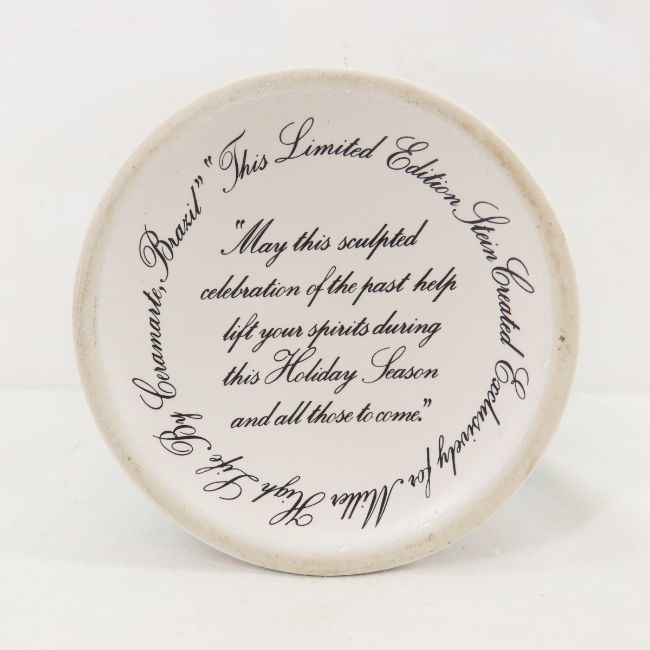 "This Limited Edition Stein Created Exclusively for Miller High Life By Ceramarte, Brazil"
"May this sculpted
celebration of the past help
lift your spirits during
this Holiday Season
and all those to come."